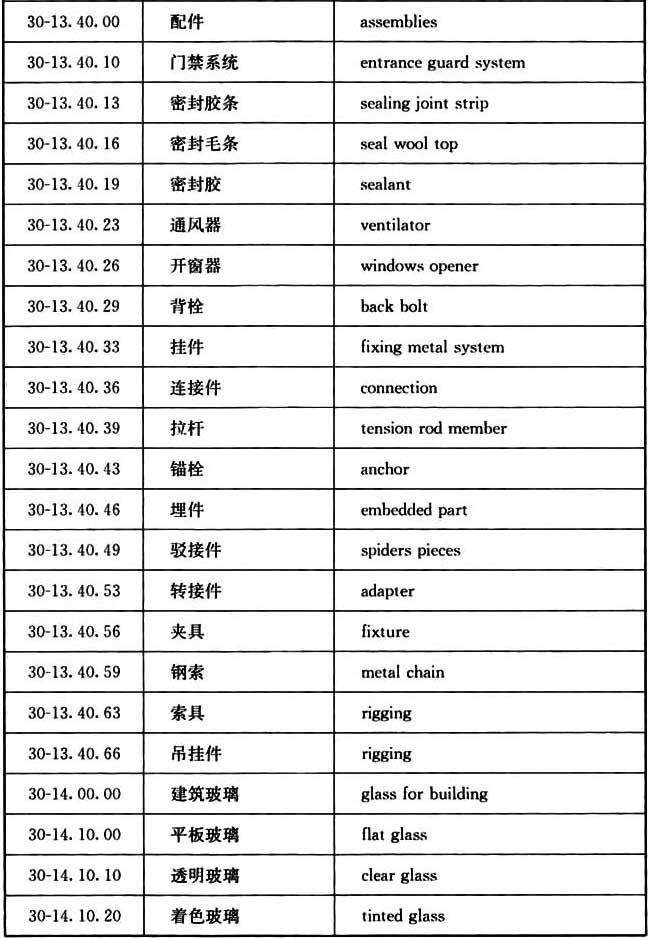 30-13.40.00 配件 assemblies
30-13.40.10 门禁系统 entrance guard system
30-13.40.13 密封胶条 sealing joint strip
30-13.40.16 密封毛条 seal wool top
30-13.40.19 密封胶 sealant
30-13.40.23 通风器 ventilator
30-13.40.26 开窗器 windows opener
30-13.40.29 背栓 back bolt
30-13.40.33 挂件 fixing metal system
30-13.40.36 连接件 connection
30-13.40.39 拉杆 tension rod member
30-13.40.43 锚栓 anchor
30-13.40.46 埋件 embedded part
30-13.40.49 驳接件 spiders pieces
30-13.40.53 转接件 adapter
30-13.40.56 夹具 fixture
30-13.40.59 钢索 metal chain
30-13.40.63 索具 rigging
30-13.40.66 吊挂件 rigging
30-14.00.00 建筑玻璃 glass for building
30-14.10.00 平板玻璃 flat glass
30-14.10.10 透明玻璃 clear glass
30-14.10.20 着色玻璃 tinted glass